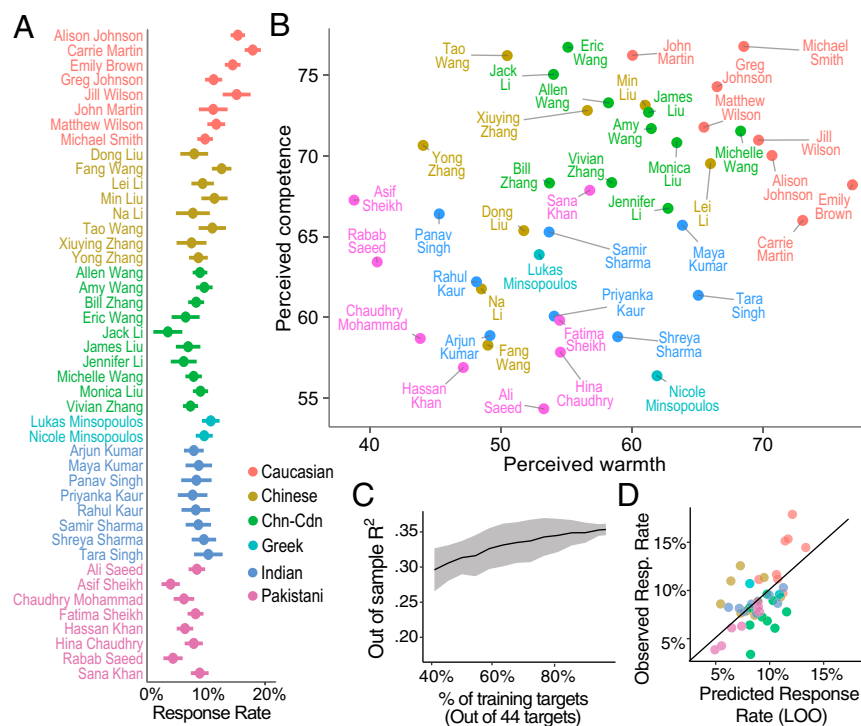 A
Alison Johnson
Carrie Martin
Emily Brown
Greg Johnson
Jill Wilson
John Martin
Matthew Wilson
Michael Smith
Dong Liu
Fang Wang
Lei Li
Min Liu
Na Li
Tao Wang
Xiuying Zhang
Yong Zhang
Allen Wang
Amy Wang
Bill Zhang
Eric Wang
Jack Li
James Liu
Jennifer Li
Michelle Wang
Monica Liu
Vivian Zhang
Lukas Minsopoulos
Nicole Minsopoulos
Arjun Kumar
Maya Kumar
Panav Singh
Priyanka Kaur
Rahul Kaur
Samir Sharma
Shreya Sharma
Tara Singh
Ali Saeed
Asif Sheikh
Chaudhry Mohammad
Fatima Sheikh
Hassan Khan
Hina Chaudhry
Rabab Saeed
Sana Khan
0%
10%
20%
Response Rate
Caucasian
Chinese
Chn-Cdn
Greek
Indian
Pakistani
B
Perceived competence
75
70
65
60
55
Tao
Wang
Eric
Wang
John
Martin
Michael
Smith
Jack
Li
Greg
Johnson
Allen
Wang
Min
Liu
James
Liu
Matthew
Wilson
Xiuying
Zhang
Amy
Wang
Jill
Wilson
Yong
Zhang
Bill
Zhang
Vivian
Zhang
Monica
Liu
Michelle
Wang
Alison
Johnson
Asif
Sheikh
Sana
Khan
Jennifer
Li
Lei
Li
Emily
Brown
Rabab
Saeed
Panav
Singh
Dong
Liu
Samir
Sharma
Maya
Kumar
Carrie
Martin
Lukas
Minsopoulos
Rahul
Kaur
Na
Li
Priyanka
Kaur
Tara
Singh
Chaudhry
Mohammad
Arjun
Kumar
Fang
Wang
Fatima
Sheikh
Shreya
Sharma
Hassan
Khan
Ali
Saeed
Hina
Chaudhry
Nicole
Minsopoulos
40
50
60
70
Perceived warmth
C
Out of sample R²
.35
.30
.25
.20
40%
60%
80%
% of training targets
(Out of 44 targets)
D
Observed Resp. Rate
15%
10%
5%
5%
10%
15%
Predicted Response
Rate (LOO)